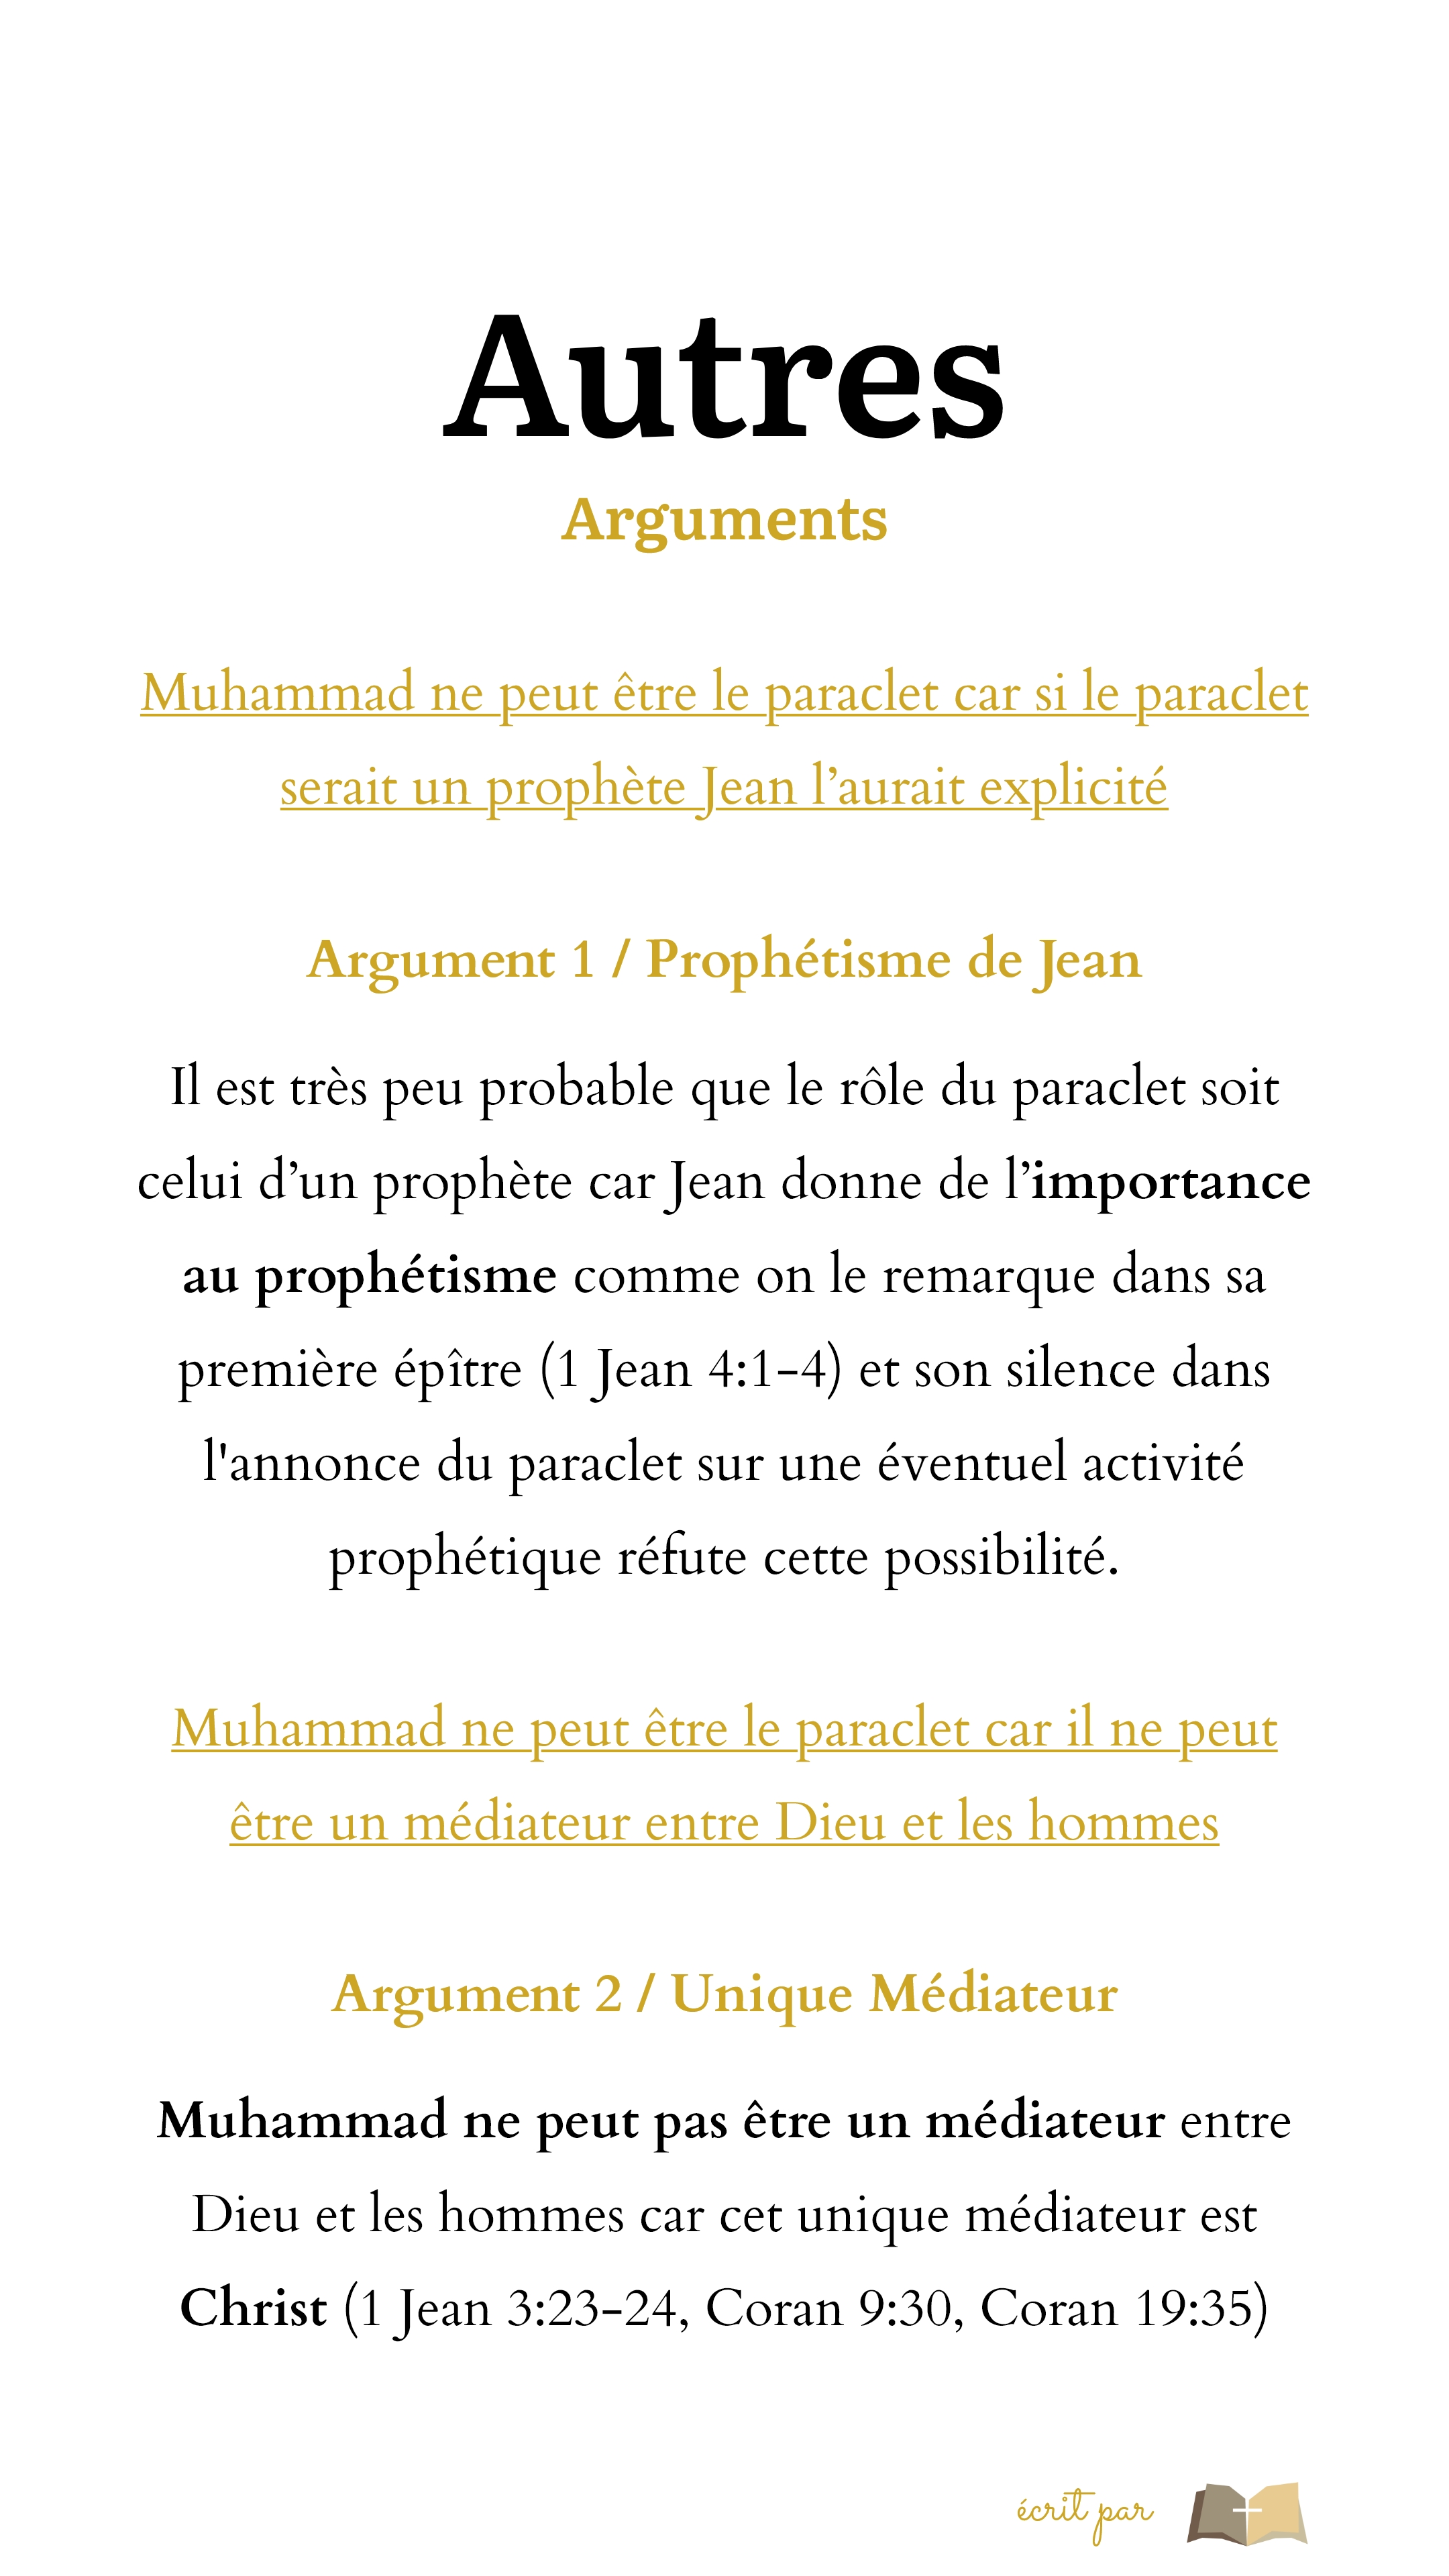 Autres
Arguments
Muhammad ne peut être le paraclet car si le paraclet
serait un prophète Jean l’aurait explicité
Argument 1 / Prophétisme de Jean
Il est très peu probable que le rôle du paraclet soit
celui d’un prophète car Jean donne de l’importance
au prophétisme comme on le remarque dans sa
première épître (1 Jean 4:1-4) et son silence dans
l'annonce du paraclet sur une éventuel activité
prophétique réfute cette possibilité.
Muhammad ne peut être le paraclet car il ne peut
être un médiateur entre Dieu et les hommes
Argument 2 / Unique Médiateur
Muhammad ne peut pas être un médiateur entre
Dieu et les hommes car cet unique médiateur est
Christ (1 Jean 3:23-24, Coran 9:30, Coran 19:35)
écrit par